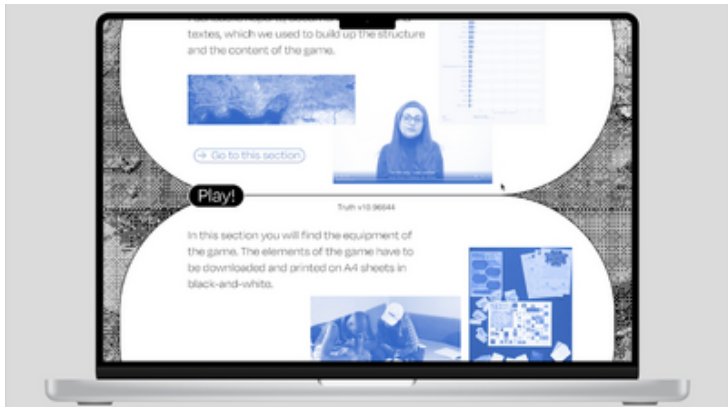 textes, which we used to build up the structure
and the content of the game.
→ Go to this section
Play!
Truth v10.96644
In this section you will find the equipment of
the game. The elements of the game have to
be downloaded and printed on A4 sheets in
black-and-white.